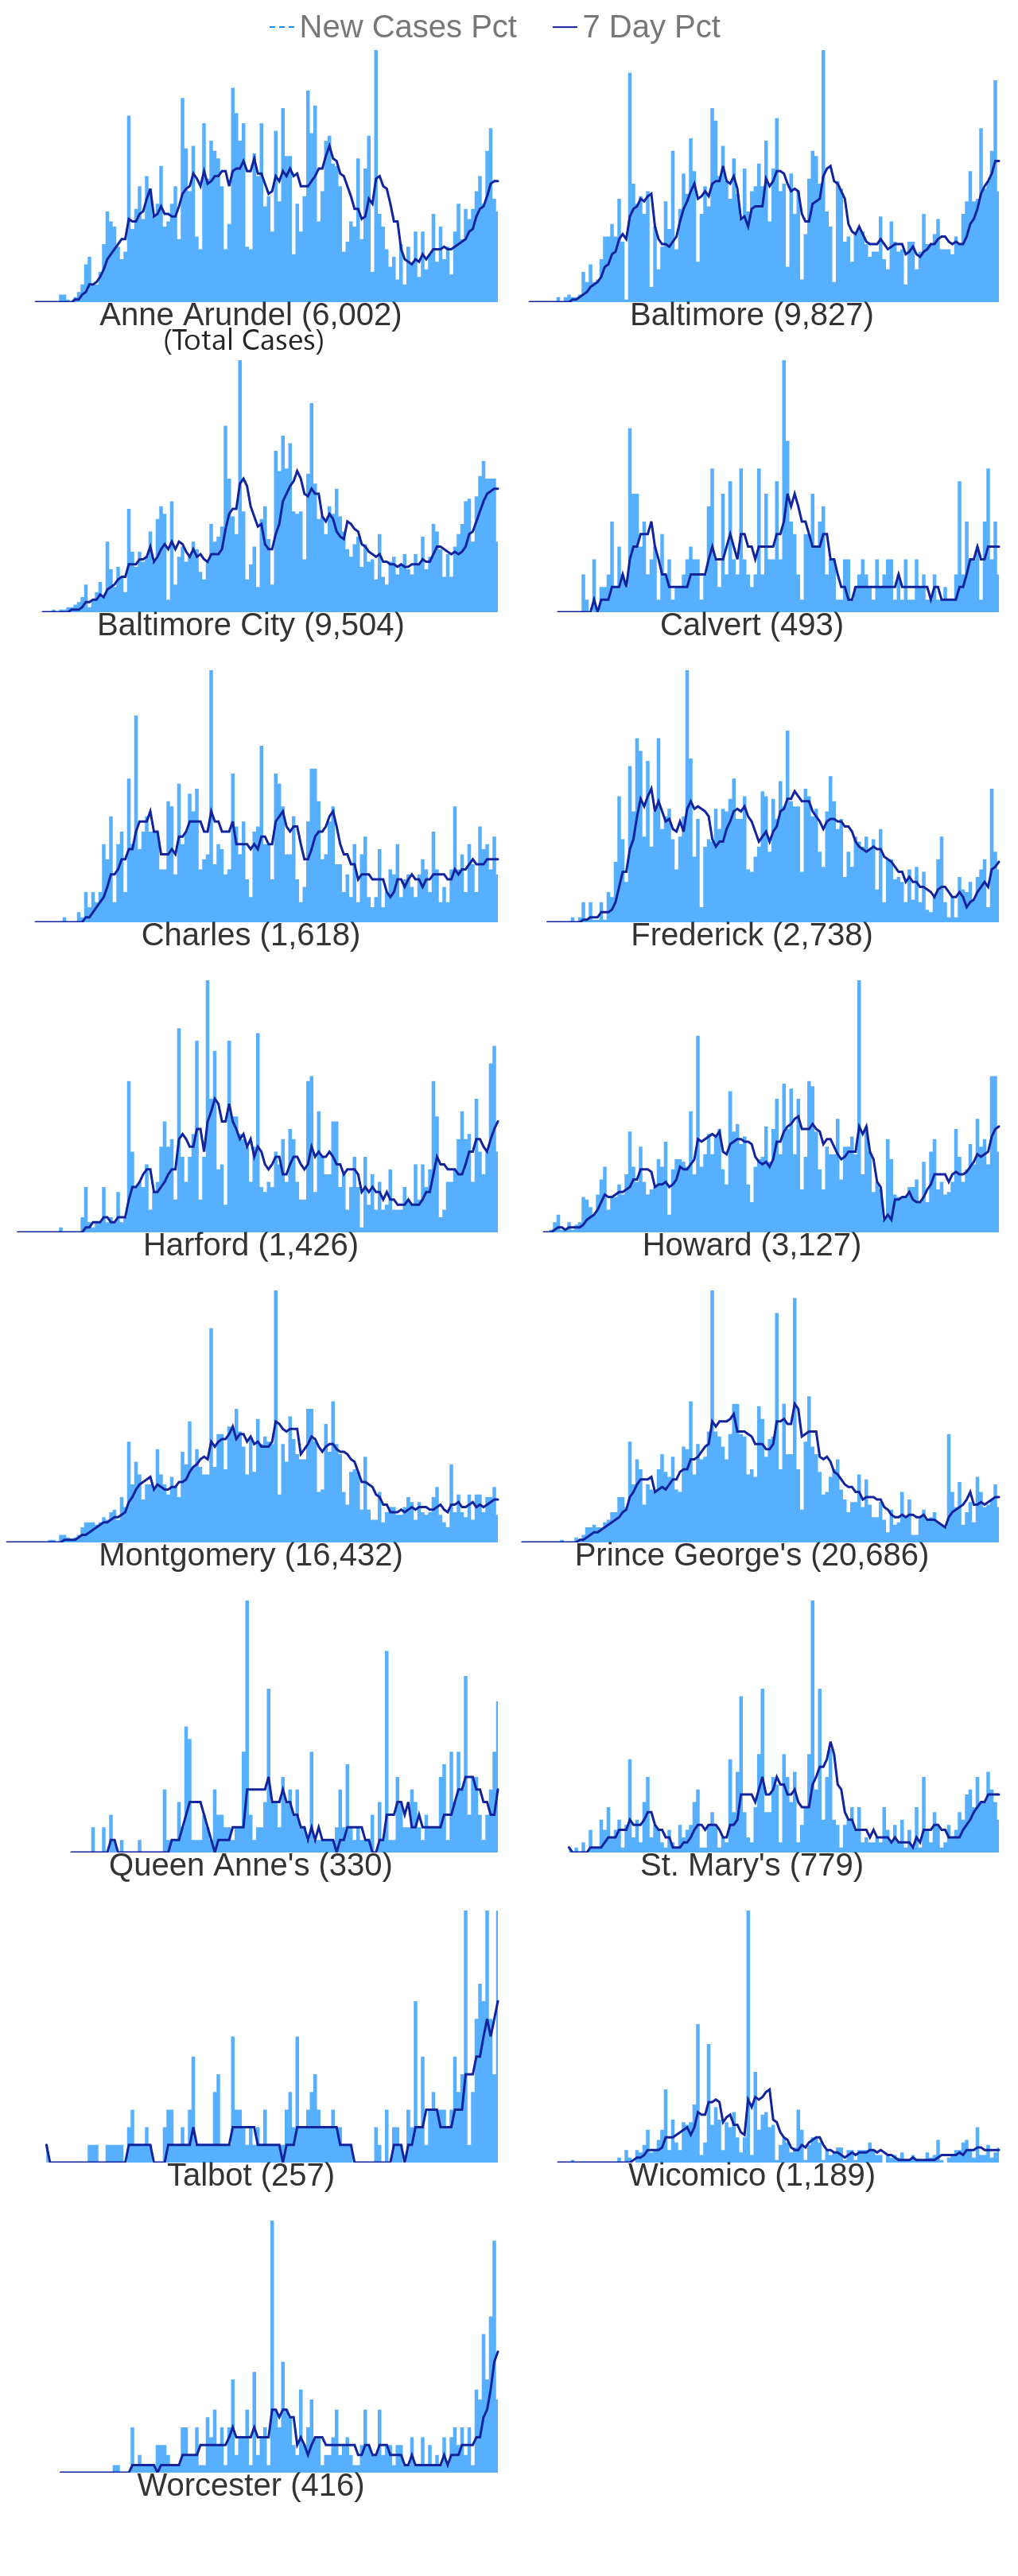 New Cases Pct 7 Day Pct
Anne Arundel (6,002) Baltimore (9,827)
(Total Cases)
Baltimore City (9,504) Calvert (493)
Charles (1,618) Frederick (2,738)
Harford (1,426) Howard (3,127)
Montgomery (16,432) Prince George's (20,686)
Queen Anne's (330) St. Mary's (779)
Talbot (257) Wicomico (1,189)
Worcester (416)